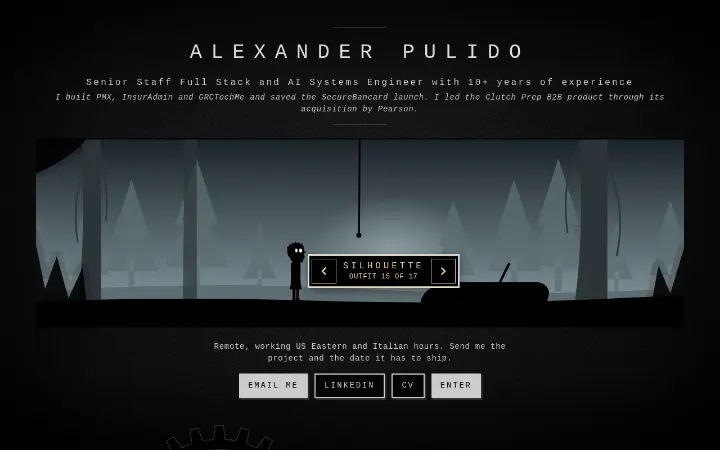 ALEXANDER PULIDO
Senior Staff Full Stack and AI Systems Engineer with 10+ years of experience
I built PMX, InsurAdmin and GRCTechMe and saved the SecureBancard launch. I led the Clutch Prep B2B product through its
acquisition by Pearson.
SILHOUETTE
OUTFIT 15 OF 17
Remote, working US Eastern and Italian hours. Send me the
project and the date it has to ship.
EMAIL ME LINKEDIN CV ENTER